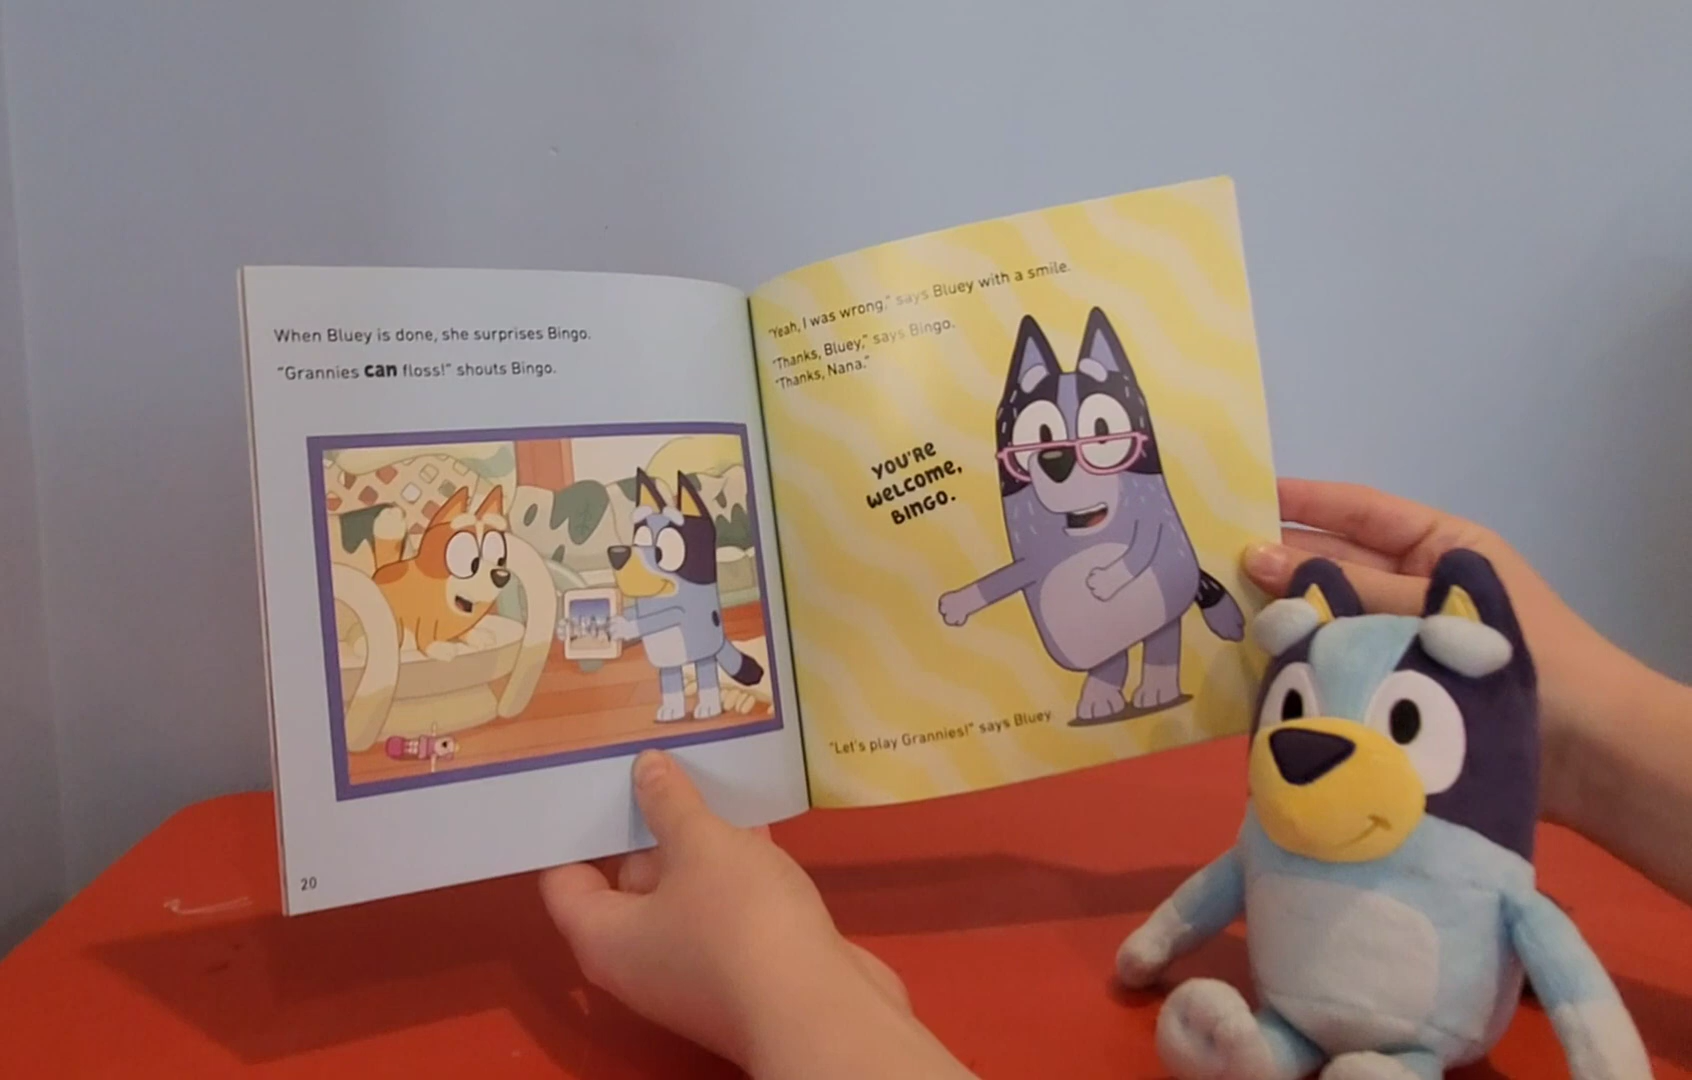 When Bluey is done, she surprises Bingo.
“Grannies can floss!” shouts Bingo.
20
“Yeah, I was wrong,” says Bluey with a smile.
“Thanks, Bluey,” says Bingo.
“Thanks, Nana.”
YOU'RE
WELCOME,
BINGO.
“Let's play Grannies!” says Bluey